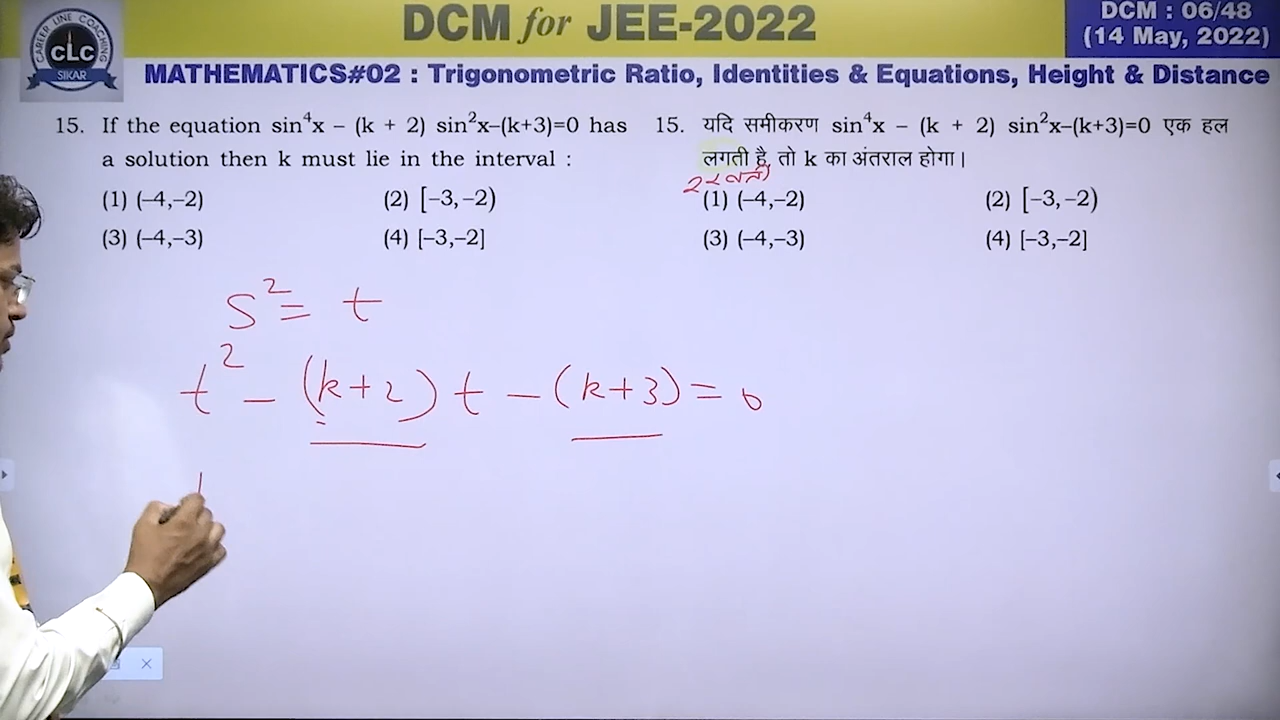 DCM for JEE-2022
DCM : 06/48
(14 May, 2022)
CAREER LINE COACHING
CLC
SIKAR
MATHEMATICS#02 : Trigonometric Ratio, Identities & Equations, Height & Distance
15. If the equation sin⁴x – (k + 2) sin²x–(k+3)=0 has
a solution then k must lie in the interval :
(1) (–4,–2) (2) [–3,–2)
(3) (–4,–3) (4) [–3,–2]
15. यदि समीकरण sin⁴x – (k + 2) sin²x–(k+3)=0 एक हल
लगती है, तो k का अंतराल होगा।
(1) (–4,–2) (2) [–3,–2)
(3) (–4,–3) (4) [–3,–2]
S² = t
t² – (k+2) t – (k+3) = 0